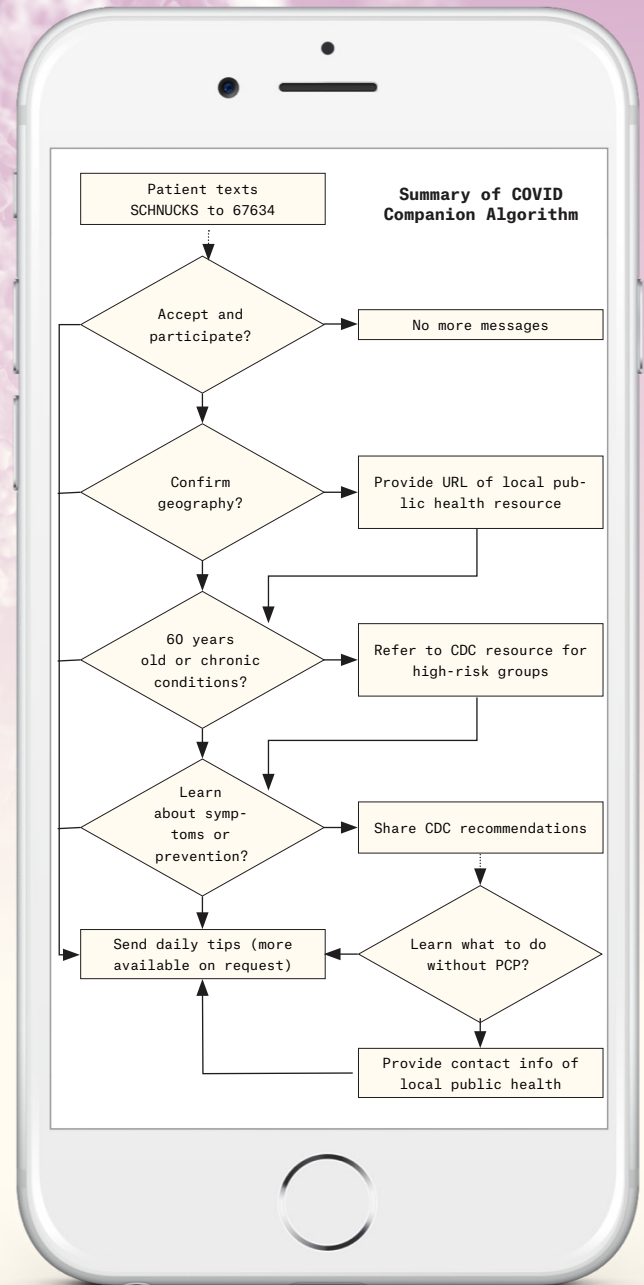 Patient texts
SCHNUCKS to 67634
Summary of COVID
Companion Algorithm
Accept and
participate?
No more messages
Confirm
geography?
Provide URL of local pub-
lic health resource
60 years
old or chronic
conditions?
Refer to CDC resource for
high-risk groups
Learn
about symp-
toms or
prevention?
Share CDC recommendations
Send daily tips (more
available on request)
Learn what to do
without PCP?
Provide contact info of
local public health